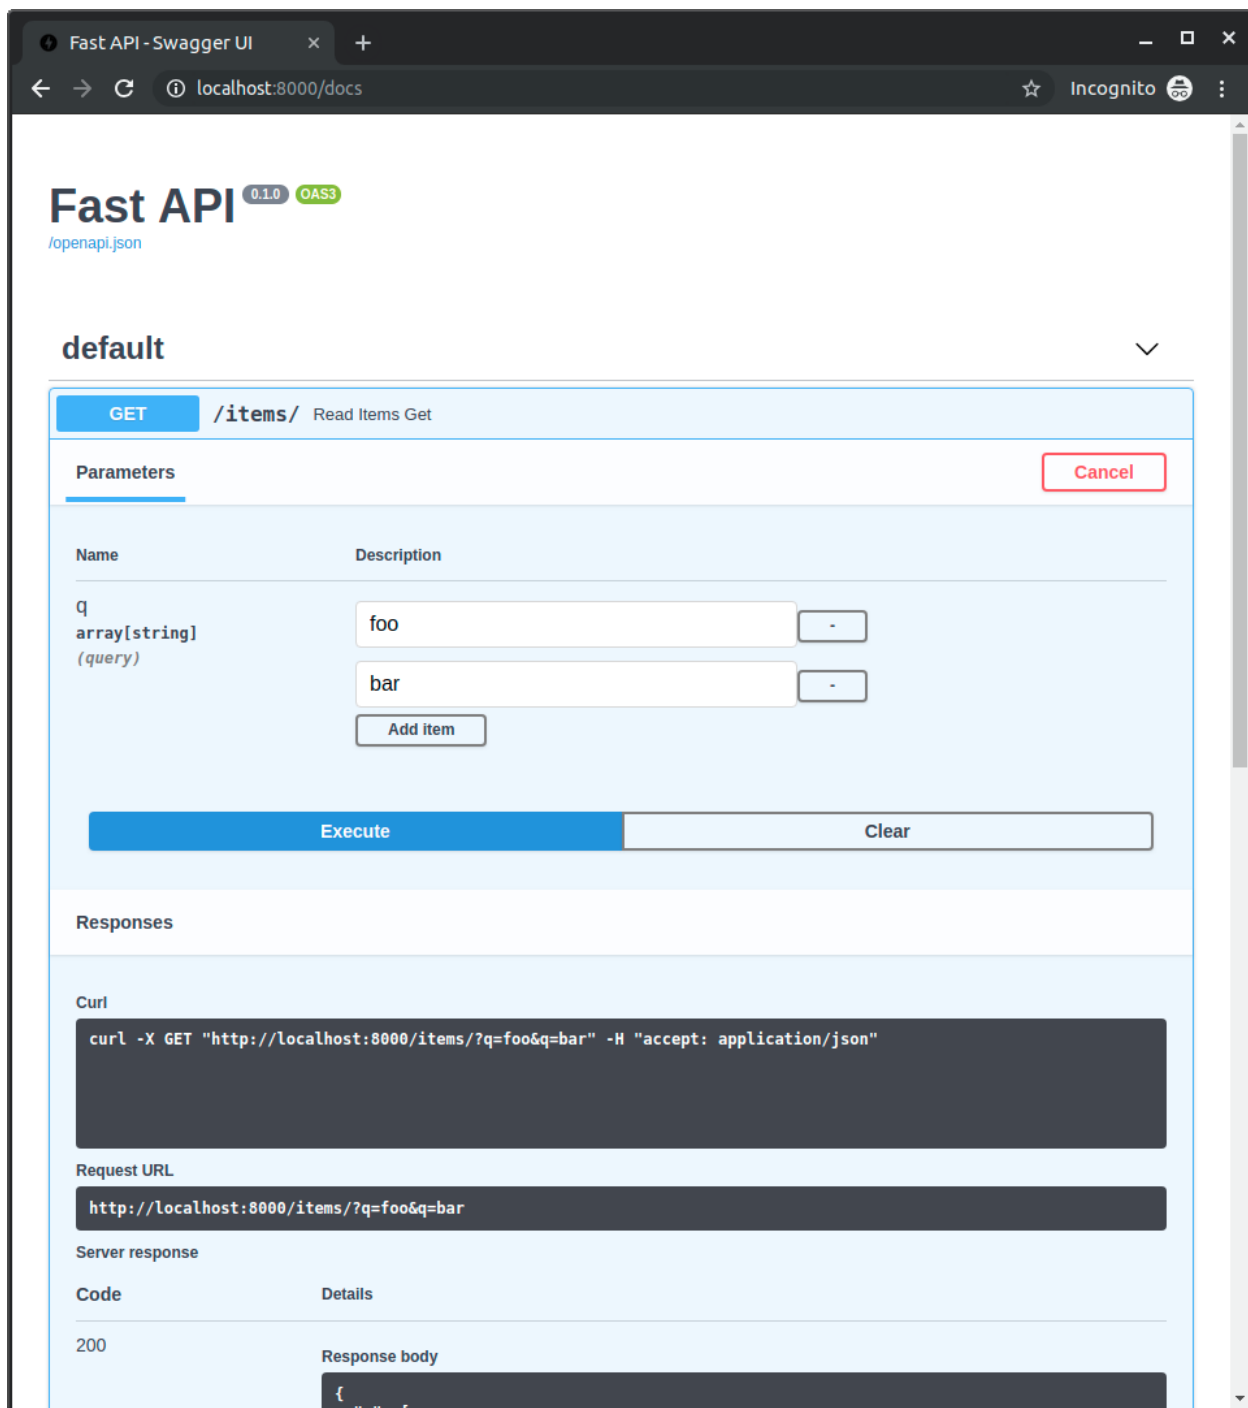 Fast API - Swagger UI
localhost:8000/docs
Incognito
Fast API 0.1.0 OAS3
/openapi.json
default
GET /items/ Read Items Get
Parameters
Cancel
Name Description
q
array[string]
(query)
foo
-
bar
-
Add item
Execute
Clear
Responses
Curl
curl -X GET "http://localhost:8000/items/?q=foo&q=bar" -H "accept: application/json"
Request URL
http://localhost:8000/items/?q=foo&q=bar
Server response
Code Details
200
Response body
{